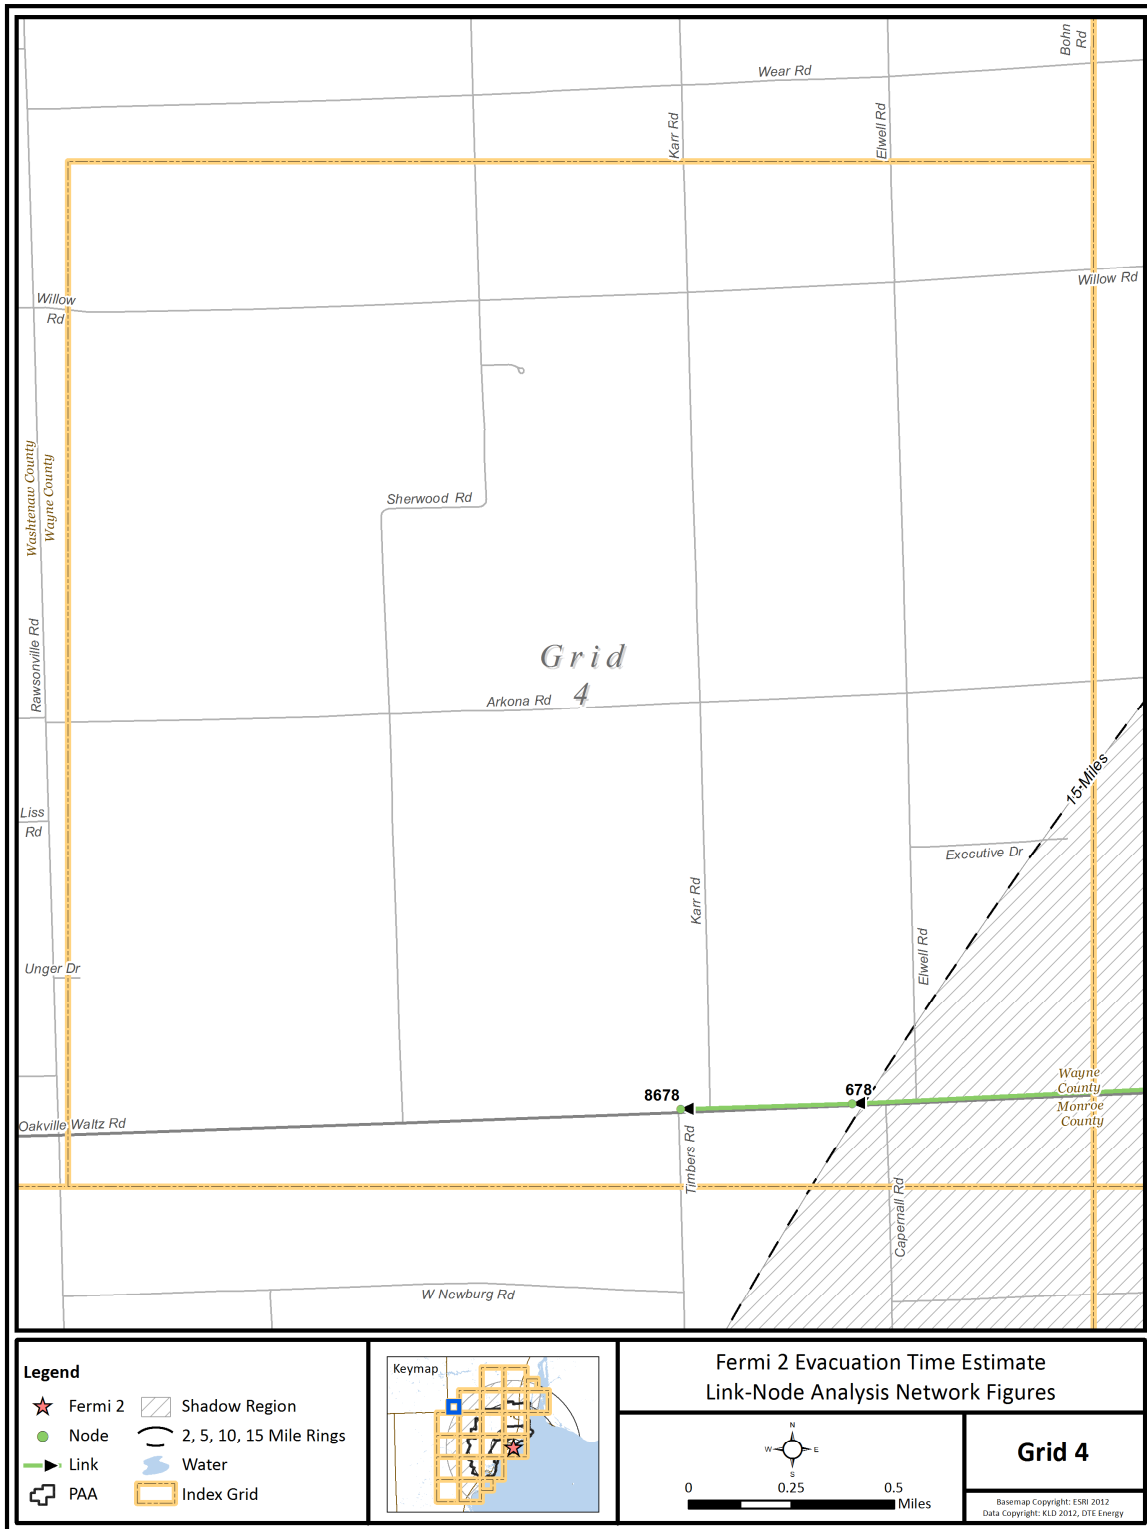 Bohn
Rd
Wear Rd
Karr Rd
Elwell Rd
Willow
Rd
Willow Rd
Washtenaw County
Wayne County
Sherwood Rd
Rawsonville Rd
Grid
4
Arkona Rd
15-Miles
Liss
Rd
Executive Dr
Karr Rd
Elwell Rd
Unger Dr
8678
678
Wayne
County
Monroe
County
Oakville Waltz Rd
Timbers Rd
Capernall Rd
W Newburg Rd
Legend
Fermi 2
Shadow Region
Node
2, 5, 10, 15 Mile Rings
Link
Water
PAA
Index Grid
Keymap
Fermi 2 Evacuation Time Estimate
Link-Node Analysis Network Figures
N
W
E
S
0
0.25
0.5
Miles
Grid 4
Basemap Copyright: ESRI 2012
Data Copyright: KLD 2012, DTE Energy